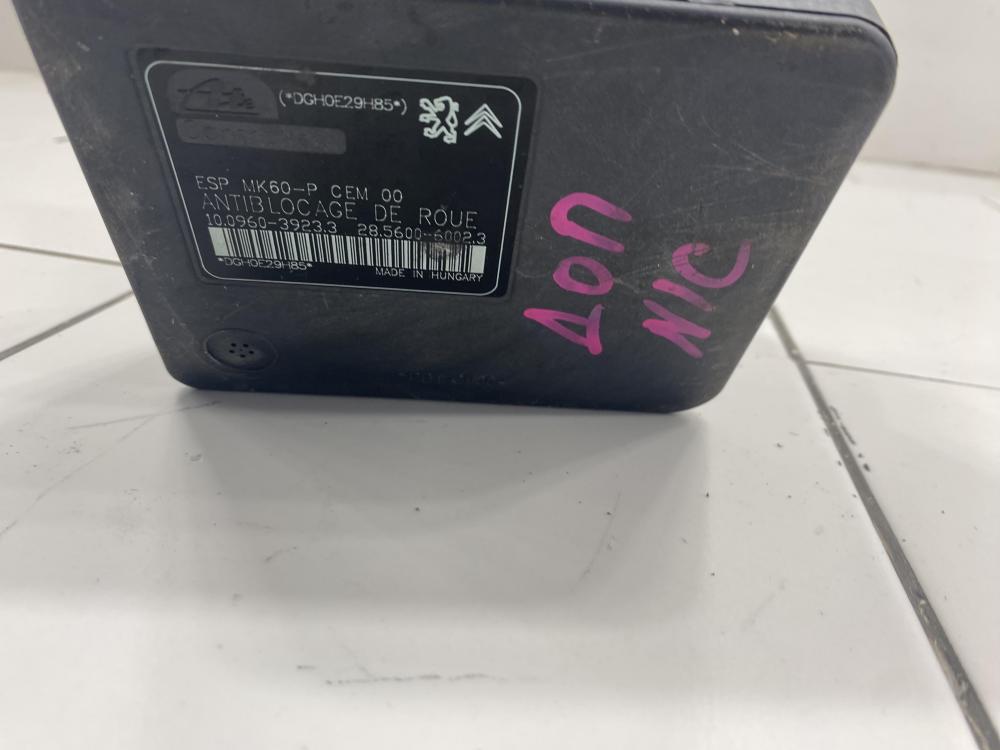 (*DGH0E29H85*)
ESP MK60-P CEM 00
ANTIBLOCAGE DE ROUE
10.0960-3923.3 28.5600-6002.3
*DGH0E29H85*
MADE IN HUNGARY
ДОП
NIC